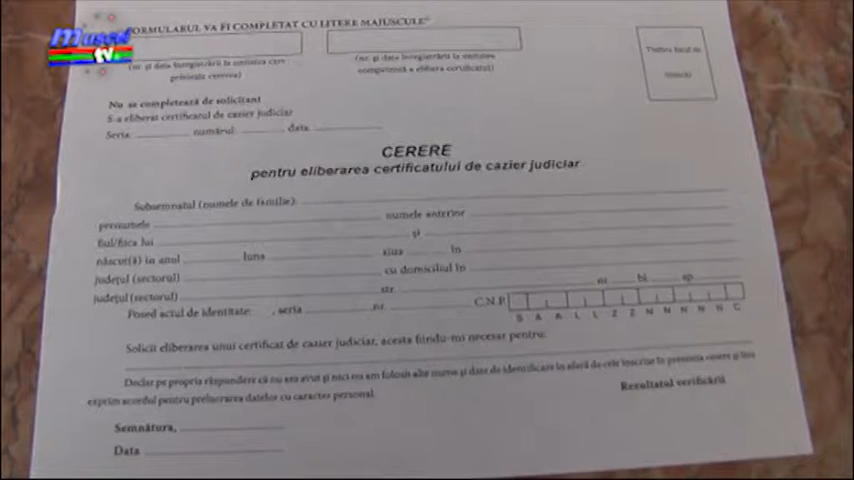 Muscel
tv
FORMULARUL VA FI COMPLETAT CU LITERE MAJUSCULE"
(nr. şi data înregistrării la unitatea care
primeşte cererea)
(nr. şi data înregistrării la unitatea
competentă a elibera certificatul)
Timbru fiscal de
Nu se completează de solicitant
S-a eliberat certificatul de cazier judiciar
Seria numărul data
CERERE
pentru eliberarea certificatului de cazier judiciar
Subsemnatul (numele de familie)
prenumele numele anterior
fiul/fiica lui şi
născut(ă) în anul luna ziua în
judeţul (sectorul) cu domiciliul în
judeţul (sectorul) str nr bl ap
Posed actul de identitate , seria nr C.N.P.
S A A L L Z Z N N N N N C
Solicit eliberarea unui certificat de cazier judiciar, acesta fiindu-mi necesar pentru:
Declar pe propria răspundere că nu am avut şi nici nu am folosit alte nume şi date de identificare în afară de cele înscrise în prezenta cerere şi îmi
exprim acordul pentru prelucrarea datelor cu caracter personal.
Rezultatul verificării
Semnătura,
Data